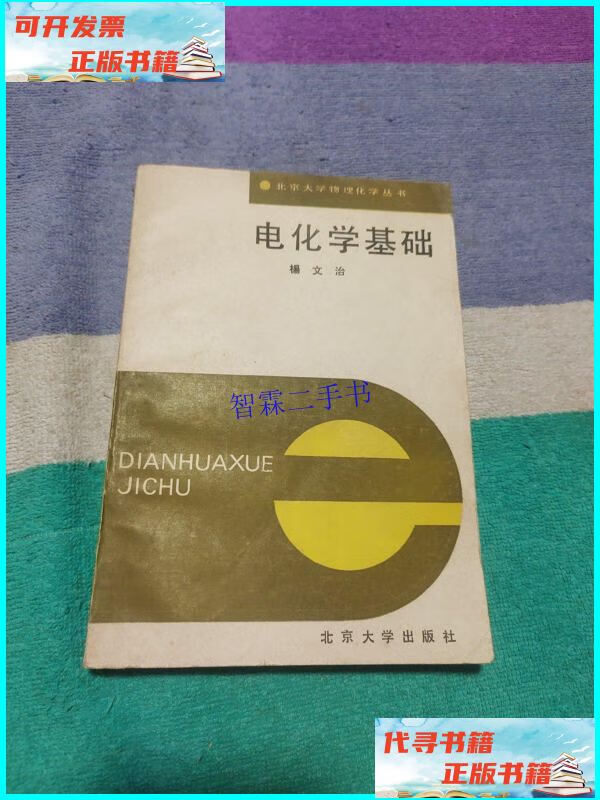 可开发票
正版书籍
北京大学物理化学丛书
电化学基础
楊文治
智霖二手书
DIANHUAXUE
JICHU
北京大学出版社
代寻书籍
正版书籍